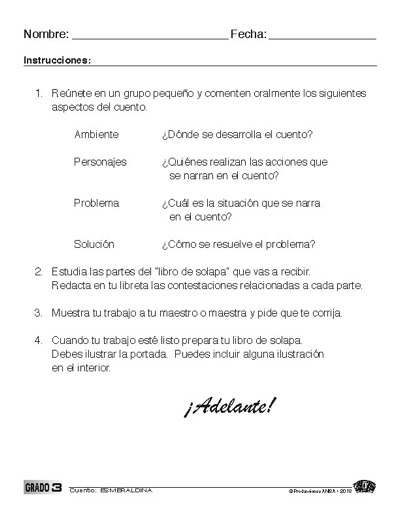 Nombre: ____________________ Fecha: ______________
Instrucciones:
1. Reúnete en un grupo pequeño y comenten oralmente los siguientes
aspectos del cuento.
Ambiente ¿Dónde se desarrolla el cuento?
Personajes ¿Quiénes realizan las acciones que
se narran en el cuento?
Problema ¿Cuál es la situación que se narra
en el cuento?
Solución ¿Cómo se resuelve el problema?
2. Estudia las partes del "libro de solapa" que vas a recibir.
Redacta en tu libreta las contestaciones relacionadas a cada parte.
3. Muestra tu trabajo a tu maestro o maestra y pide que te corrija.
4. Cuando tu trabajo esté listo prepara tu libro de solapa.
Debes ilustrar la portada. Puedes incluir alguna ilustración
en el interior.
¡Adelante!
GRADO 3 Cuento: ESMERALDINA © Producciones ANISA • 2018